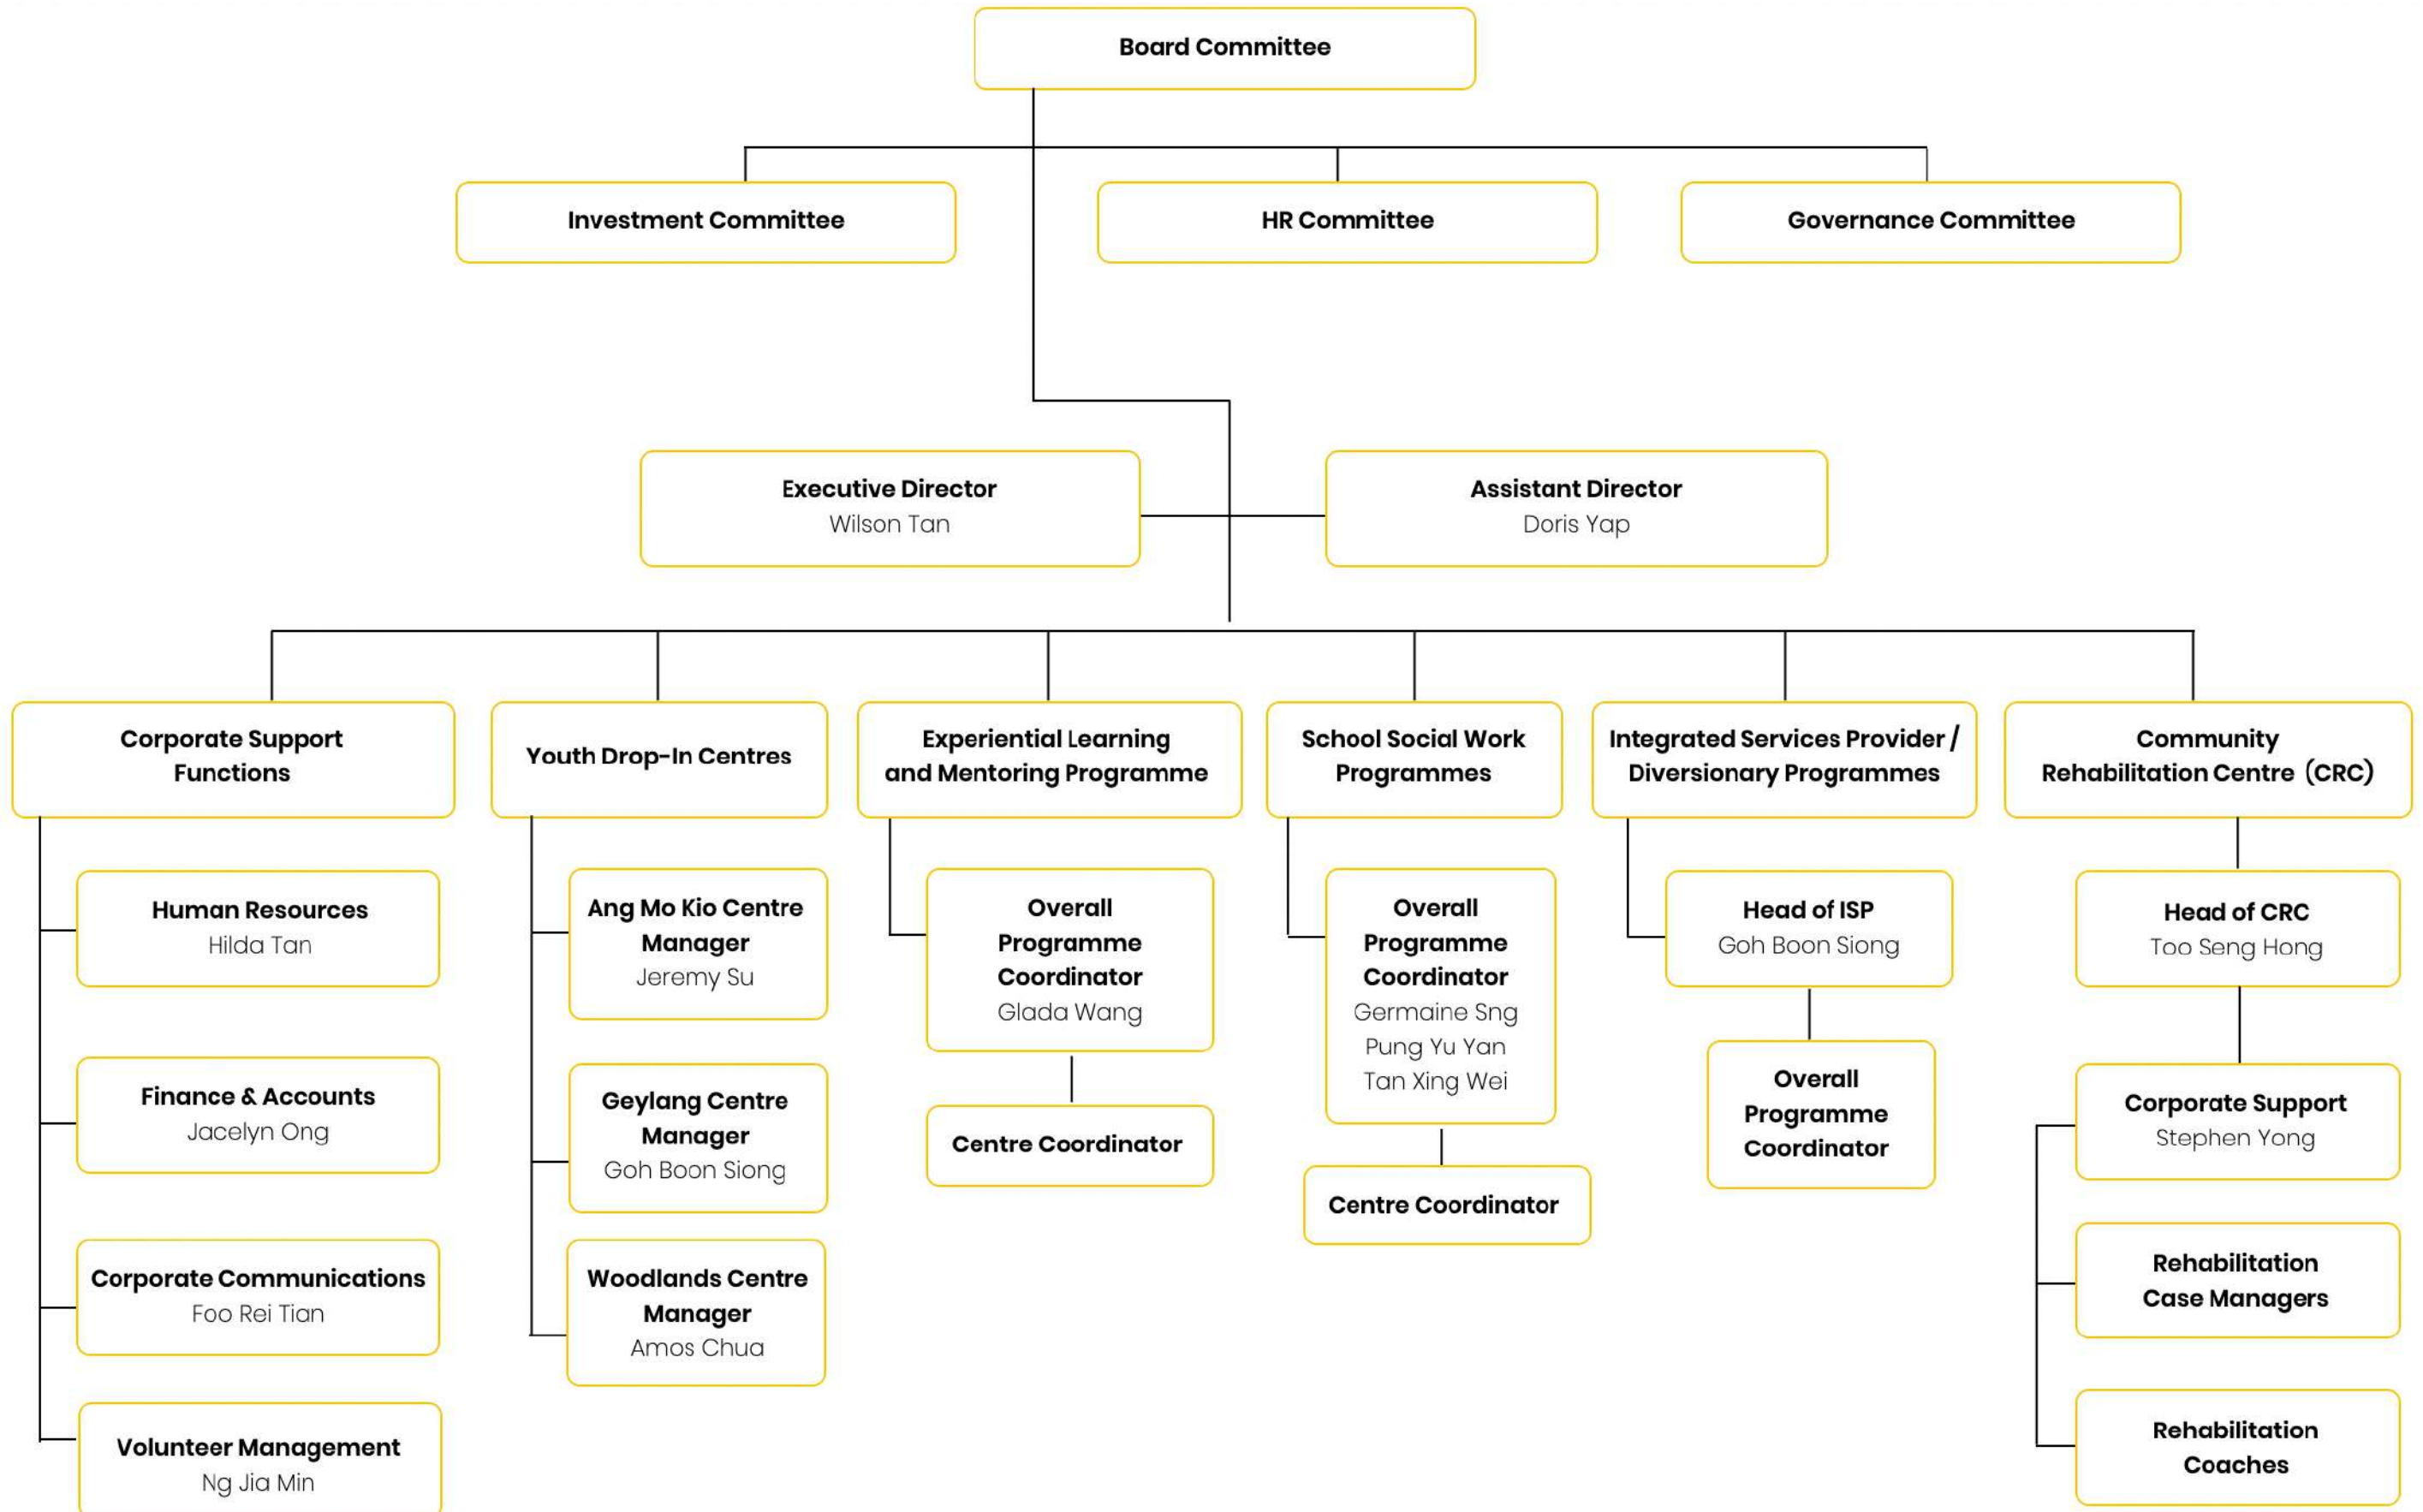 Board Committee
Investment Committee
HR Committee
Governance Committee
Executive Director
Wilson Tan
Assistant Director
Doris Yap
Corporate Support
Functions
Human Resources
Hilda Tan
Finance & Accounts
Jacelyn Ong
Corporate Communications
Foo Rei Tian
Volunteer Management
Ng Jia Min
Youth Drop-In Centres
Ang Mo Kio Centre
Manager
Jeremy Su
Geylang Centre
Manager
Goh Boon Siong
Woodlands Centre
Manager
Amos Chua
Experiential Learning
and Mentoring Programme
Overall
Programme
Coordinator
Glada Wang
Centre Coordinator
School Social Work
Programmes
Overall
Programme
Coordinator
Germaine Sng
Pung Yu Yan
Tan Xing Wei
Centre Coordinator
Integrated Services Provider /
Diversionary Programmes
Head of ISP
Goh Boon Siong
Overall
Programme
Coordinator
Community
Rehabilitation Centre (CRC)
Head of CRC
Too Seng Hong
Corporate Support
Stephen Yong
Rehabilitation
Case Managers
Rehabilitation
Coaches